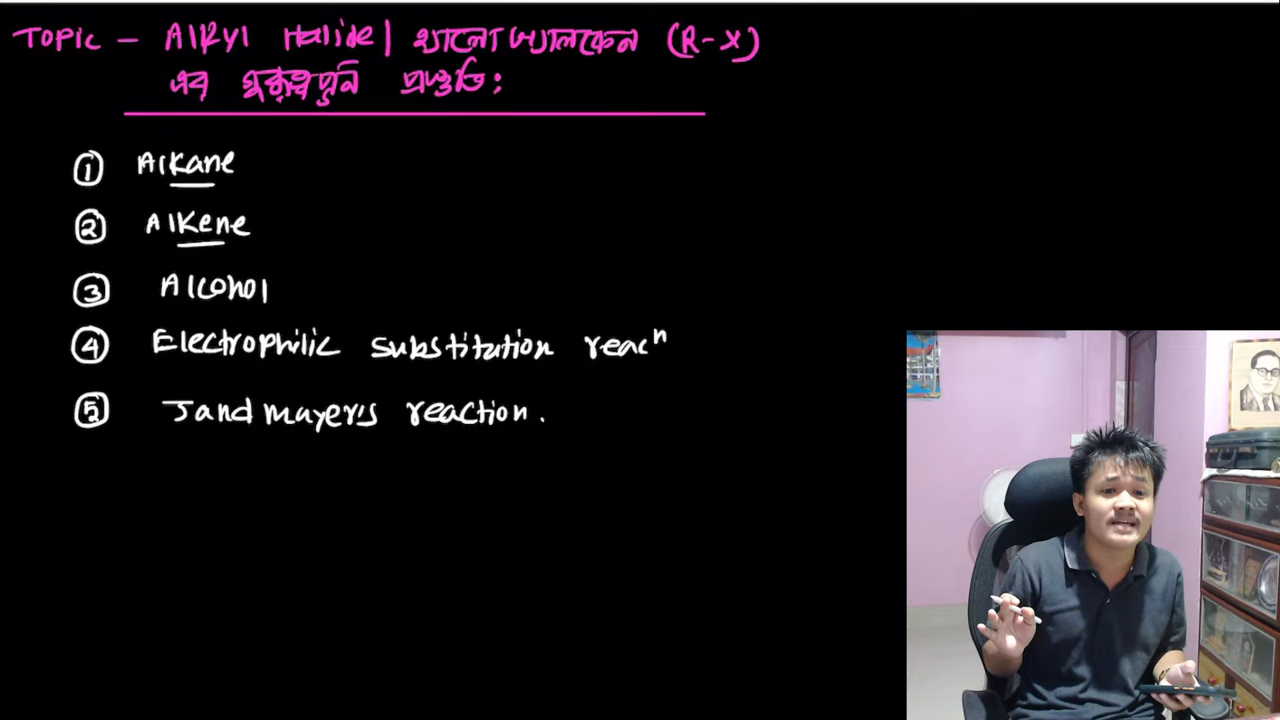 TOPIC – Alkyl Halide | হ্যালোঅ্যালকেন (R-X)
এর গুরুত্বপূর্ণ প্রস্তুতি:
① Alkane
② Alkene
③ Alcohol
④ Electrophilic substitution reacⁿ
⑤ Sandmayer's reaction.